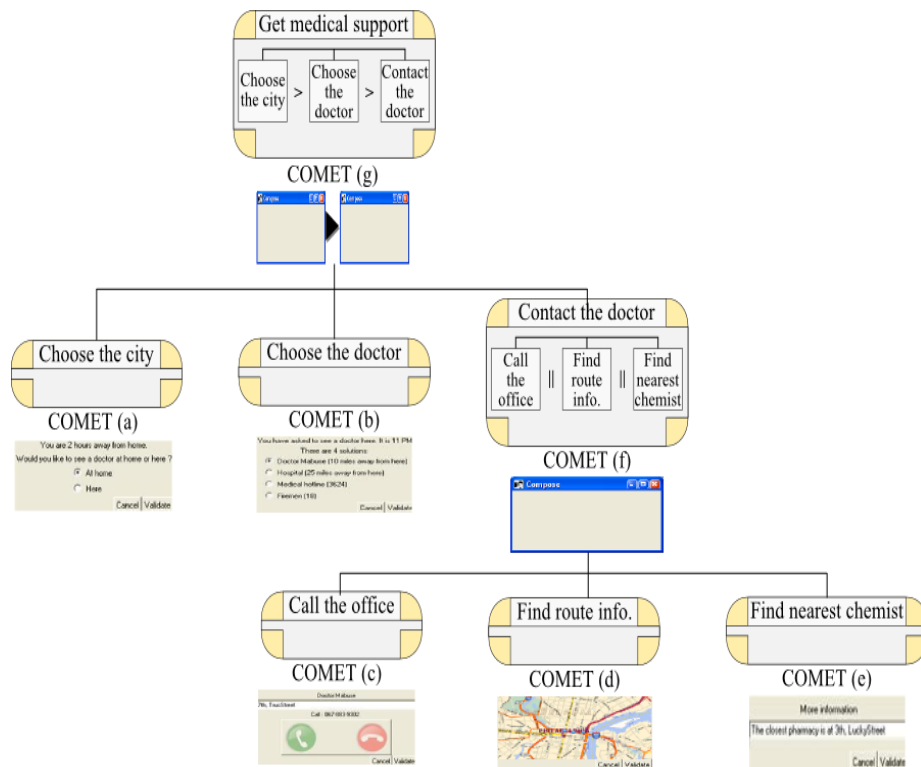 Get medical support
Choose
the city
>
Choose
the
doctor
>
Contact
the
doctor
COMET (g)
Compose
Compose
Choose the city
COMET (a)
You are 2 hours away from home.
Would you like to see a doctor at home or here ?
At home
Here
Cancel Validate
Choose the doctor
COMET (b)
You have asked to see a doctor here. It is 11 PM
There are 4 solutions:
Doctor Mabuse (10 miles away from here)
Hospital (25 miles away from here)
Medical hotline (3624)
Firemen (18)
Cancel Validate
Contact the doctor
Call
the
office
||
Find
route
info.
||
Find
nearest
chemist
COMET (f)
Compose
Call the office
COMET (c)
Doctor Mabuse
Cancel Validate
Find route info.
COMET (d)
Cancel Validate
Find nearest chemist
COMET (e)
More information
The closest pharmacy is at 3th, LuckyStreet
Cancel Validate